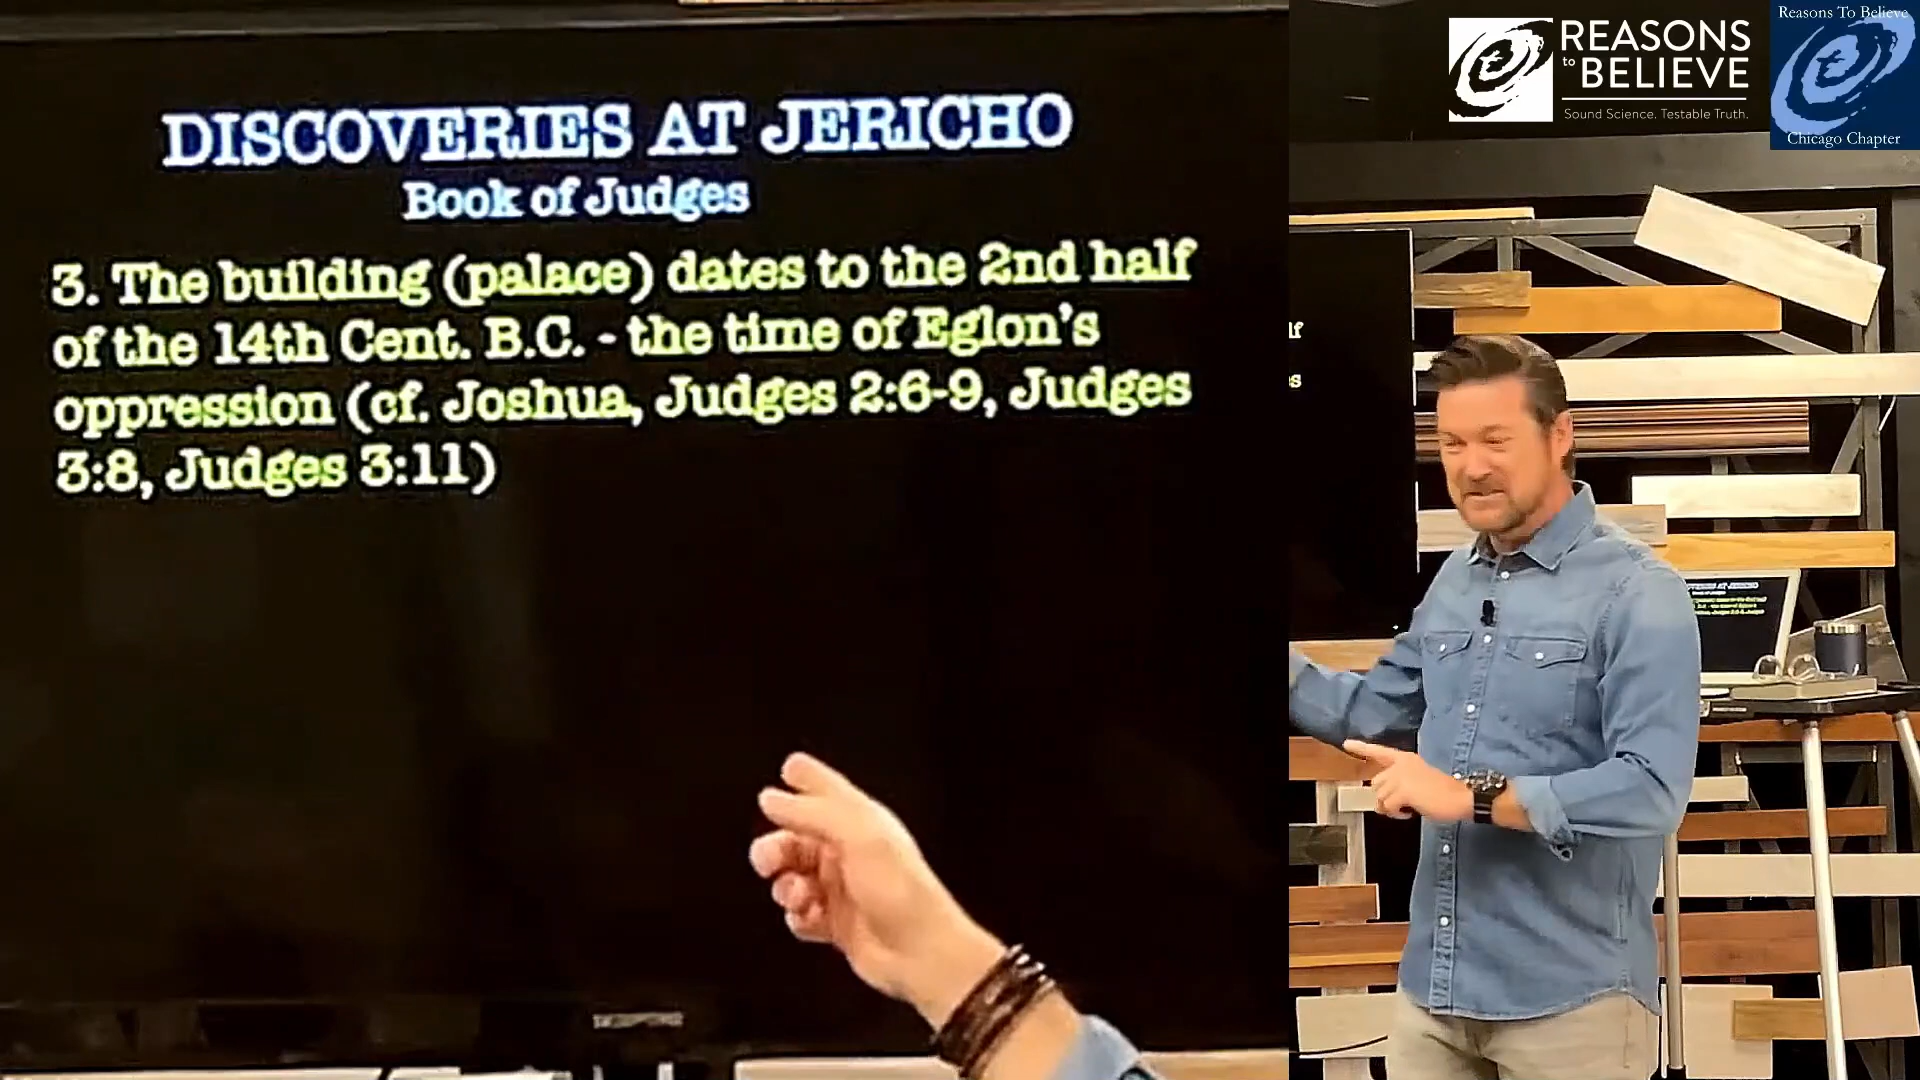 DISCOVERIES AT JERICHO
Book of Judges
3. The building (palace) dates to the 2nd half
of the 14th Cent. B.C. - the time of Eglon's
oppression (cf. Joshua, Judges 2:6-9, Judges
3:8, Judges 3:11)
REASONS
to BELIEVE
Sound Science. Testable Truth.
Reasons To Believe
Chicago Chapter
lf
s